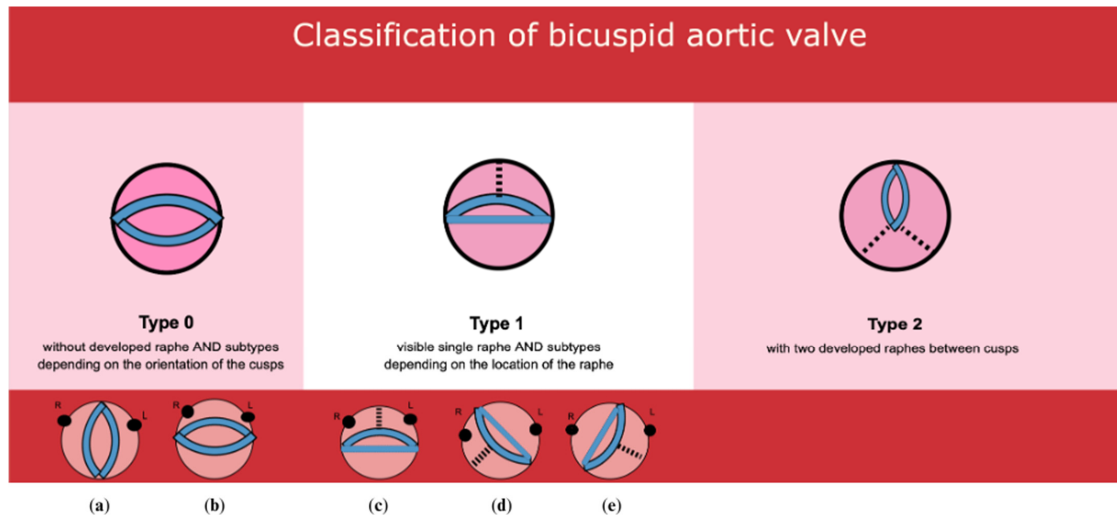 Classification of bicuspid aortic valve
Type 0
without developed raphe AND subtypes
depending on the orientation of the cusps
Type 1
visible single raphe AND subtypes
depending on the location of the raphe
Type 2
with two developed raphes between cusps
R L R L R L R L R L
(a) (b) (c) (d) (e)